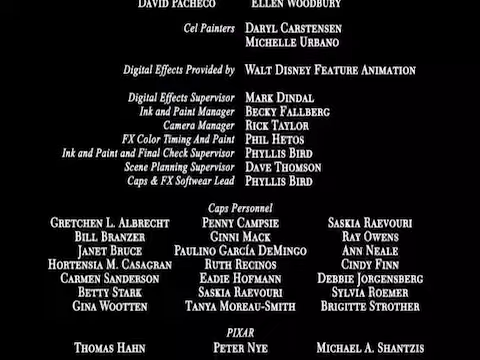 DAVID PACHECO ELLEN WOODBURY
Cel Painters DARYL CARSTENSEN
MICHELLE URBANO
Digital Effects Provided by WALT DISNEY FEATURE ANIMATION
Digital Effects Supervisor MARK DINDAL
Ink and Paint Manager BECKY FALLBERG
Camera Manager RICK TAYLOR
FX Color Timing And Paint PHIL HETOS
Ink and Paint and Final Check Supervisor PHYLLIS BIRD
Scene Planning Supervisor DAVE THOMSON
Caps & FX Softwear Lead PHYLLIS BIRD
Caps Personnel
GRETCHEN L. ALBRECHT PENNY CAMPSIE SASKIA RAEVOURI
BILL BRANZER GINNI MACK RAY OWENS
JANET BRUCE PAULINO GARCÍA DEMINGO ANN NEALE
HORTENSIA M. CASAGRAN RUTH RECINOS CINDY FINN
CARMEN SANDERSON EADIE HOFMANN DEBBIE JORGENSBERG
BETTY STARK SASKIA RAEVOURI SYLVÍA ROEMER
GINA WOOTTEN TANYA MOREAU-SMITH BRIGITTE STROTHER
PIXAR
THOMAS HAHN PETER NYE MICHAEL A. SHANTZIS